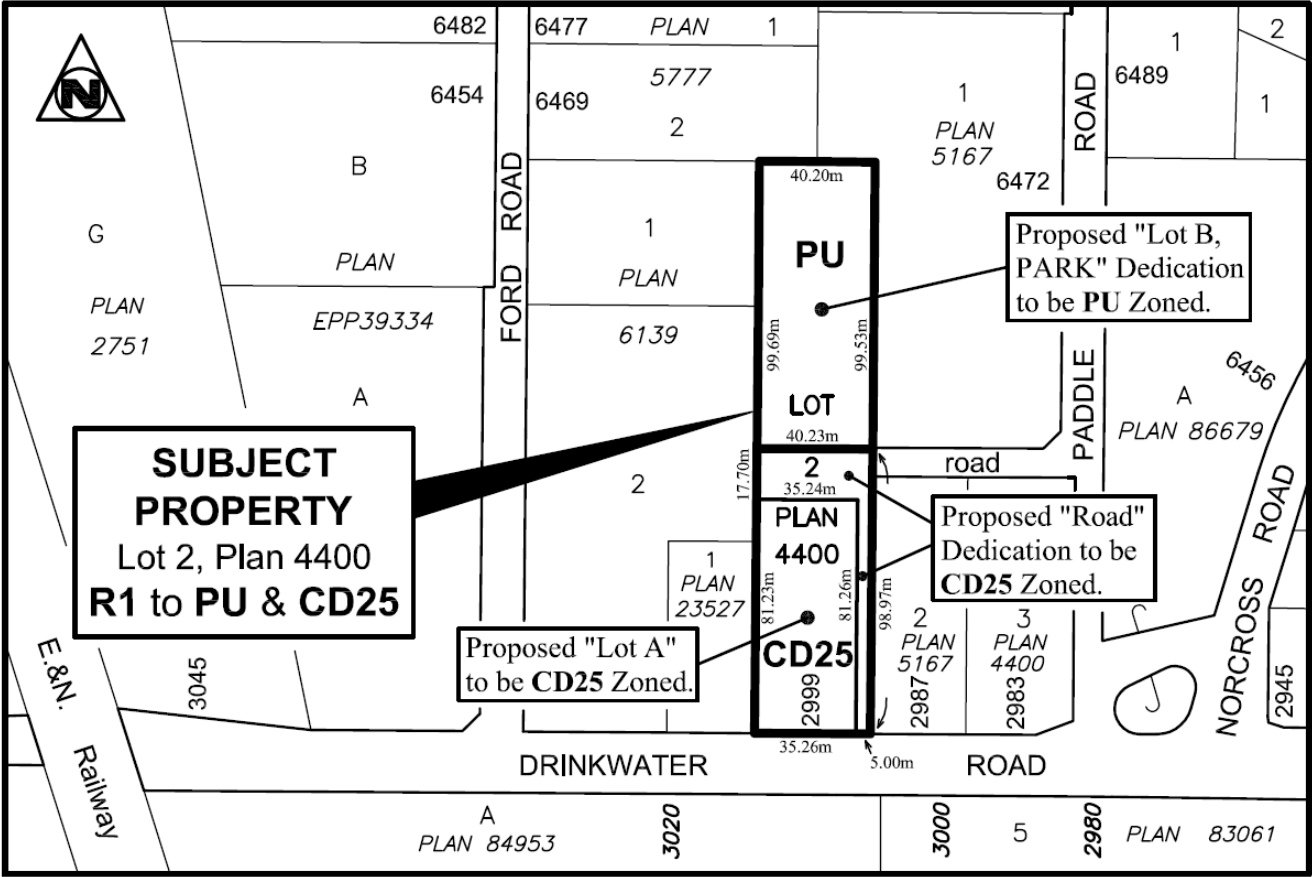 6482
6477
PLAN
1
1
2
5777
6489
6454
6469
1
1
N
2
PLAN
5167
ROAD
B
6472
FORD ROAD
40.20m
G
1
PU
Proposed "Lot B,
PARK" Dedication
to be PU Zoned.
PLAN
PLAN
PLAN
2751
EPP39334
6139
99.69m
99.53m
PADDLE
6456
A
A
PLAN 86679
LOT
40.23m
SUBJECT
PROPERTY
Lot 2, Plan 4400
R1 to PU & CD25
2
17.70m
2
35.24m
road
PLAN
4400
Proposed "Road"
Dedication to be
CD25 Zoned.
NORCROSS ROAD
1
PLAN
23527
81.23m
81.26m
98.97m
2
PLAN
5167
2987
3
PLAN
4400
2983
Proposed "Lot A"
to be CD25 Zoned.
CD25
2999
3045
2945
E.&N. Railway
35.26m
5.00m
DRINKWATER ROAD
A
PLAN 84953
3020
3000
5
2980
PLAN 83061